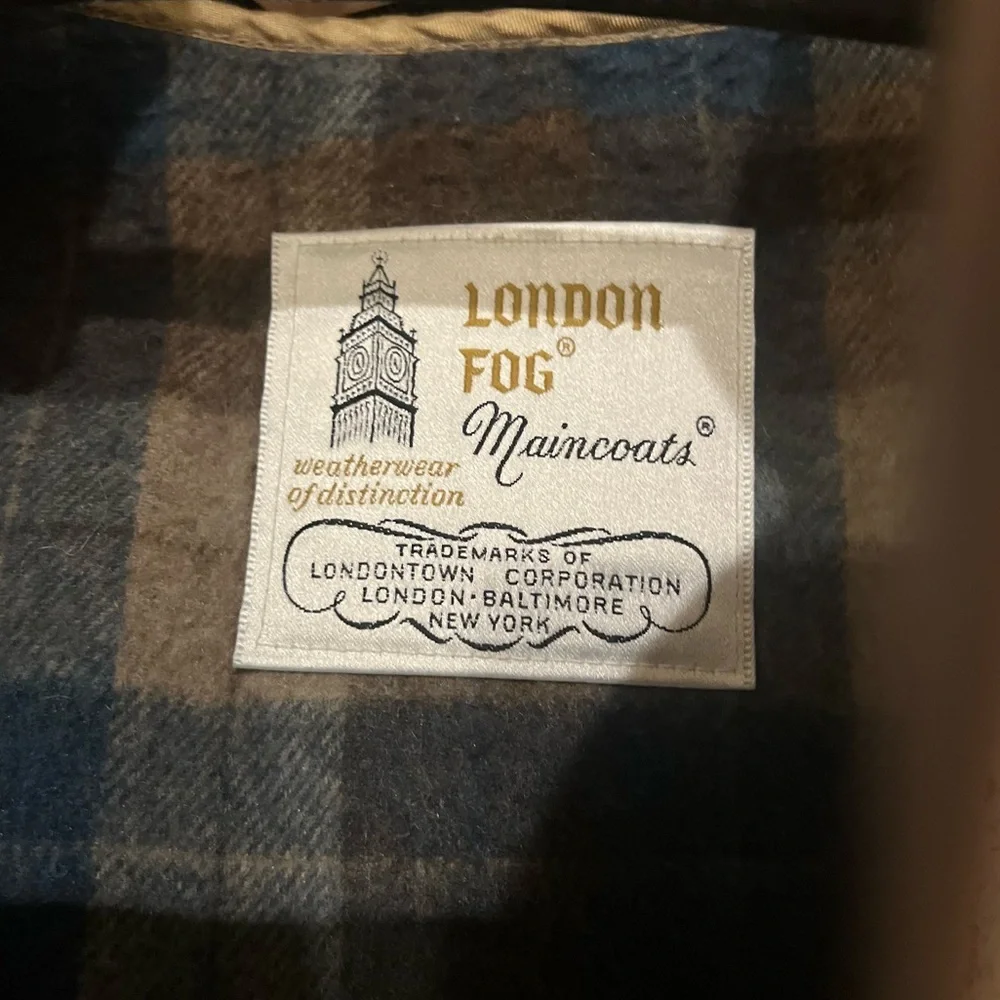 LONDON
FOG®
Maincoats®
weatherwear
of distinction
TRADEMARKS OF
LONDONTOWN CORPORATION
LONDON·BALTIMORE
NEW YORK